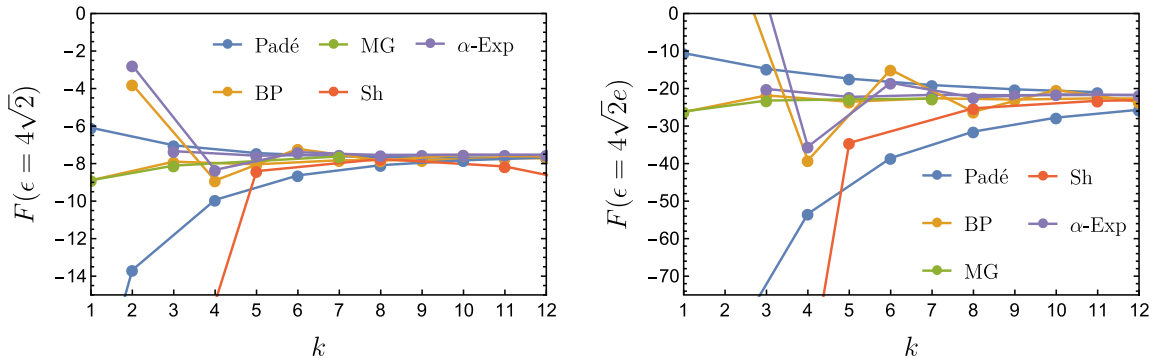 F(ϵ = 4√2)
0
−2
−4
−6
−8
−10
−12
−14
Padé MG α-Exp
BP Sh
1 2 3 4 5 6 7 8 9 10 11 12
k
F(ϵ = 4√2e)
0
−10
−20
−30
−40
−50
−60
−70
Padé Sh
BP α-Exp
MG
1 2 3 4 5 6 7 8 9 10 11 12
k